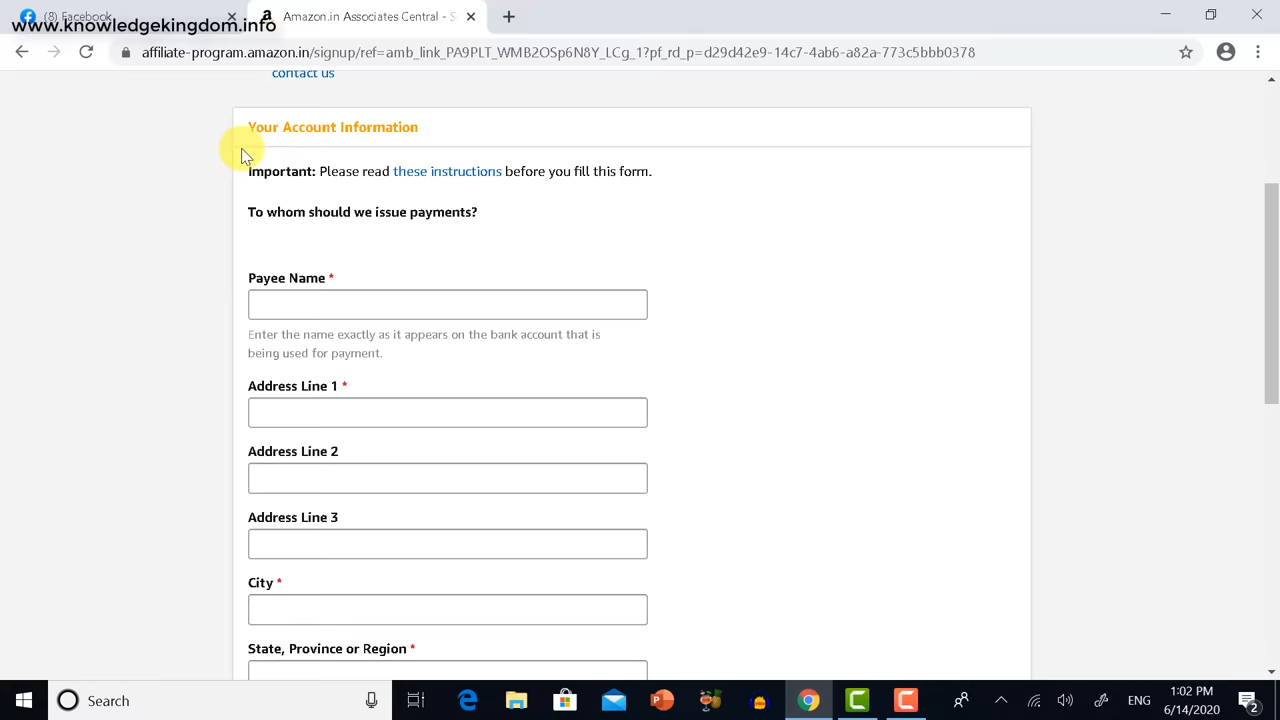 (8) Facebook
Amazon.in Associates Central - S
www.knowledgekingdom.info
affiliate-program.amazon.in/signup/ref=amb_link_PA9PLT_WMB2OSp6N8Y_LCg_1?pf_rd_p=d29d42e9-14c7-4ab6-a82a-773c5bbb0378
contact us
Your Account Information
Important: Please read these instructions before you fill this form.
To whom should we issue payments?
Payee Name *
Enter the name exactly as it appears on the bank account that is
being used for payment.
Address Line 1 *
Address Line 2
Address Line 3
City *
State, Province or Region *
Search
ENG
1:02 PM
6/14/2020
2